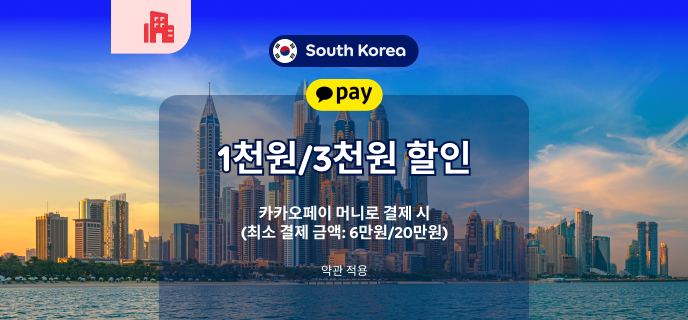 South Korea
pay
1천원/3천원 할인
카카오페이 머니로 결제 시
(최소 결제 금액: 6만원/20만원)
약관 적용